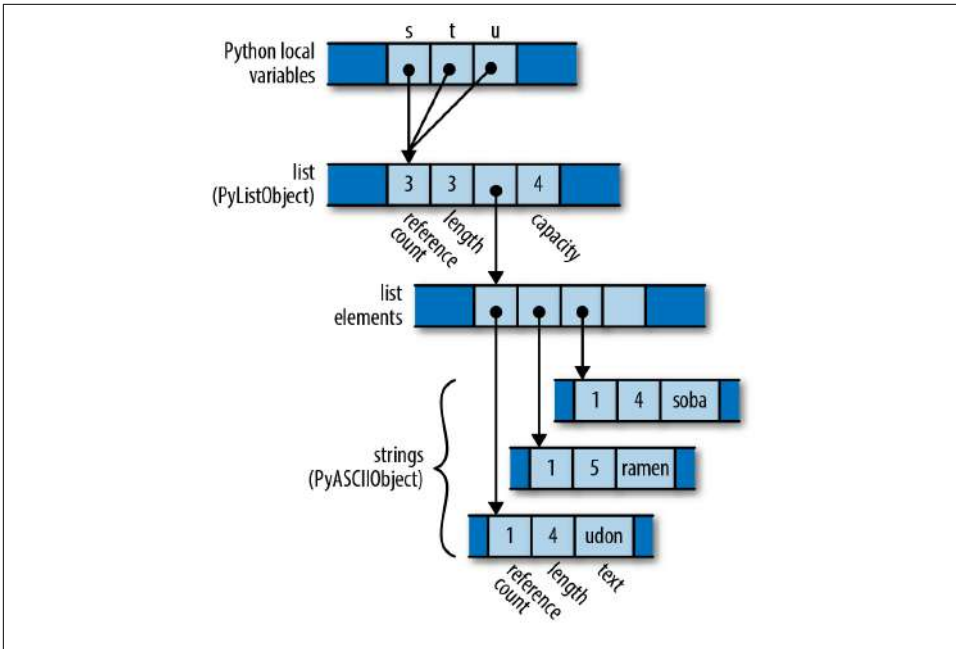 s t u
Python local
variables
list
(PyListObject)
3 3 4
reference
count
length
capacity
list
elements
1 4 soba
strings
(PyASCIIObject)
1 5 ramen
1 4 udon
reference
count
length
text